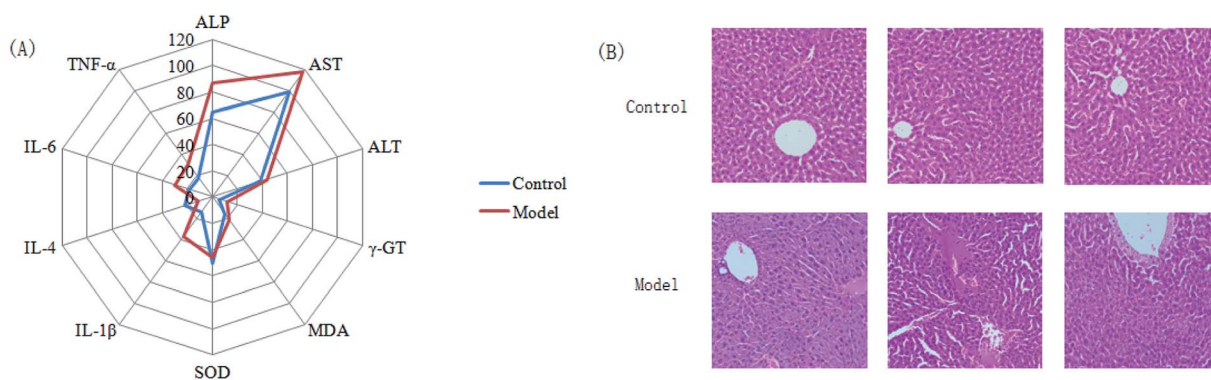 (A)
ALP
120
100
80
60
40
20
0
AST
ALT
γ-GT
MDA
SOD
IL-1β
IL-4
IL-6
TNF-α
Control
Model
(B)
Control
Model